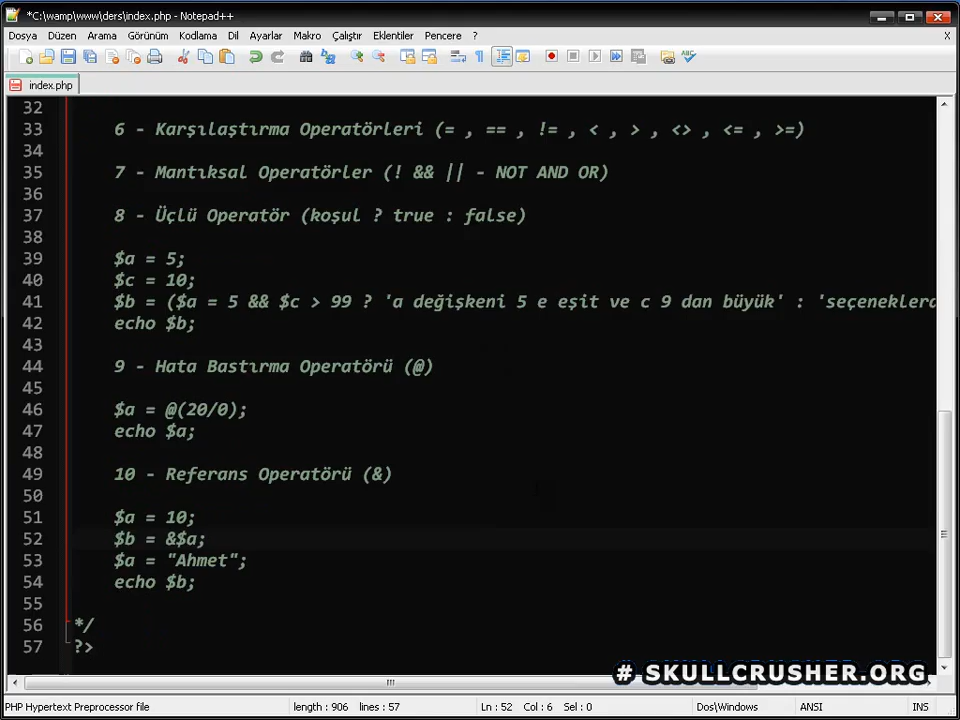 *C:\wamp\www\ders\index.php - Notepad++
Dosya Düzen Arama Görünüm Kodlama Dil Ayarlar Makro Çalıştır Eklentiler Pencere ? X
index.php
32
33 6 - Karşılaştırma Operatörleri (= , == , != , < , > , <> , <= , >=)
34
35 7 - Mantıksal Operatörler (! && || - NOT AND OR)
36
37 8 - Üçlü Operatör (koşul ? true : false)
38
39 $a = 5;
40 $c = 10;
41 $b = ($a = 5 && $c > 99 ? 'a değişkeni 5 e eşit ve c 9 dan büyük' : 'seçeneklerd
42 echo $b;
43
44 9 - Hata Bastırma Operatörü (@)
45
46 $a = @(20/0);
47 echo $a;
48
49 10 - Referans Operatörü (&)
50
51 $a = 10;
52 $b = &$a;
53 $a = "Ahmet";
54 echo $b;
55
56 */
57 ?>
# SKULLCRUSHER.ORG
PHP Hypertext Preprocessor file length : 906 lines : 57 Ln : 52 Col : 6 Sel : 0 Dos\Windows ANSI INS